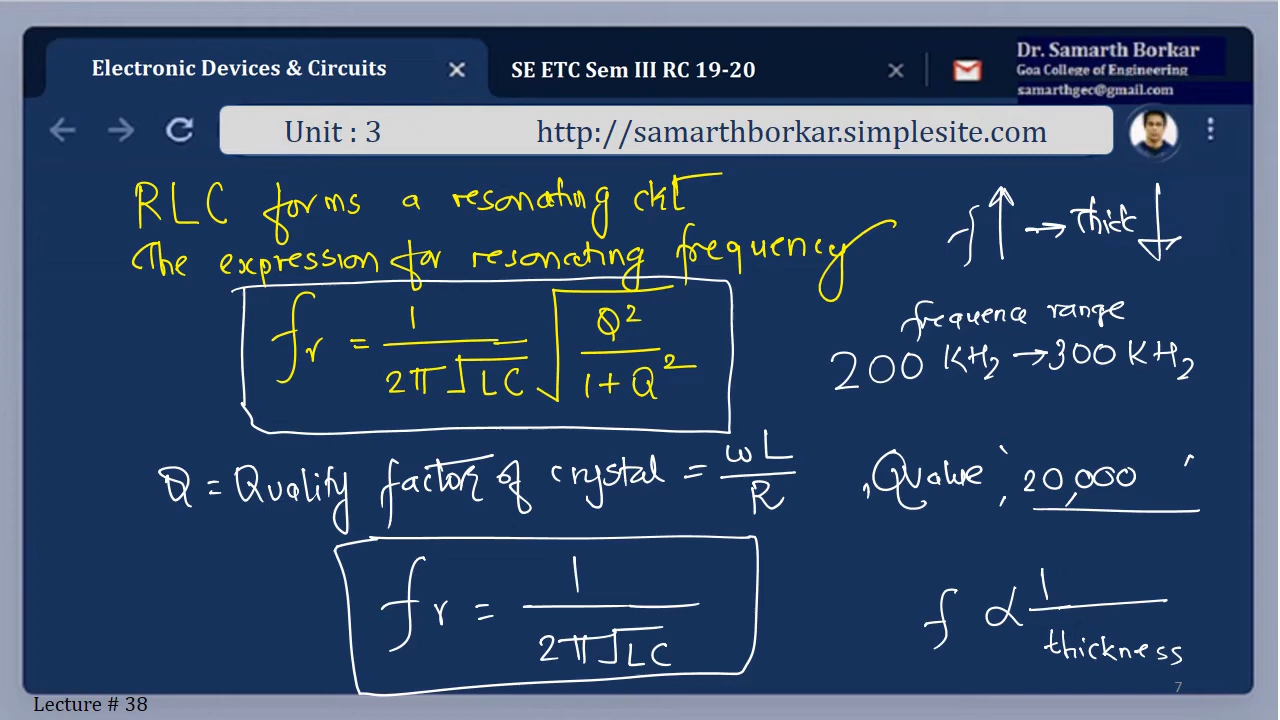 Electronic Devices & Circuits
SE ETC Sem III RC 19-20
Dr. Samarth Borkar
Goa College of Engineering
samarthgec@gmail.com
Unit : 3
http://samarthborkar.simplesite.com
RLC forms a resonating ckt
The expression for resonating frequency
fr = 1 / 2π√LC √ Q² / 1 + Q²
Q = Quality factor of crystal = ωL / R
fr = 1 / 2π√LC
f ↑ → Thick ↓
frequence range
200 KHz → 300 KHz
Q value : 20,000
f ∝ 1 / thickness
7
Lecture # 38